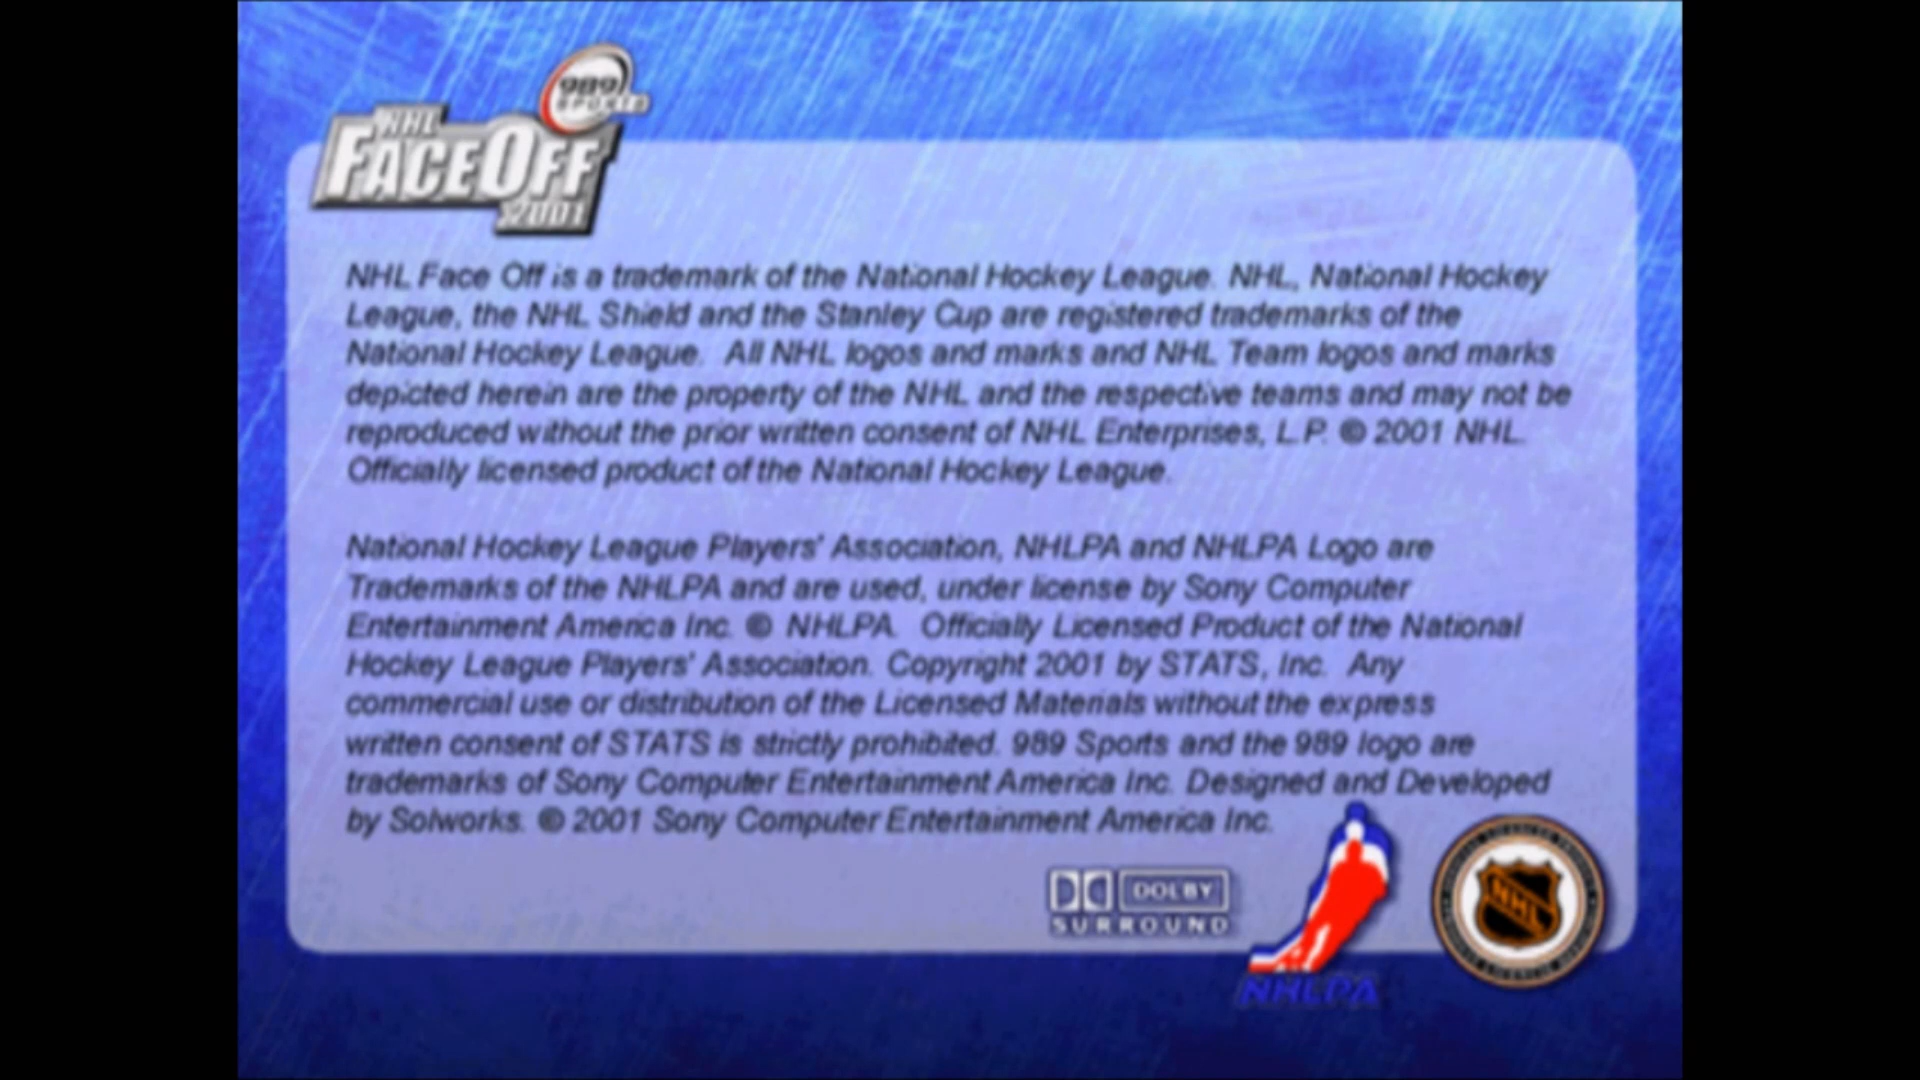 989
SPORTS
NHL
FACEOFF
2001
NHL Face Off is a trademark of the National Hockey League. NHL, National Hockey
League, the NHL Shield and the Stanley Cup are registered trademarks of the
National Hockey League. All NHL logos and marks and NHL Team logos and marks
depicted herein are the property of the NHL and the respective teams and may not be
reproduced without the prior written consent of NHL Enterprises, L.P. © 2001 NHL.
Officially licensed product of the National Hockey League.
National Hockey League Players' Association, NHLPA and NHLPA Logo are
Trademarks of the NHLPA and are used, under license by Sony Computer
Entertainment America Inc. © NHLPA. Officially Licensed Product of the National
Hockey League Players' Association. Copyright 2001 by STATS, Inc. Any
commercial use or distribution of the Licensed Materials without the express
written consent of STATS is strictly prohibited. 989 Sports and the 989 logo are
trademarks of Sony Computer Entertainment America Inc. Designed and Developed
by Solworks. © 2001 Sony Computer Entertainment America Inc.
DOLBY
SURROUND
NHLPA
NHL